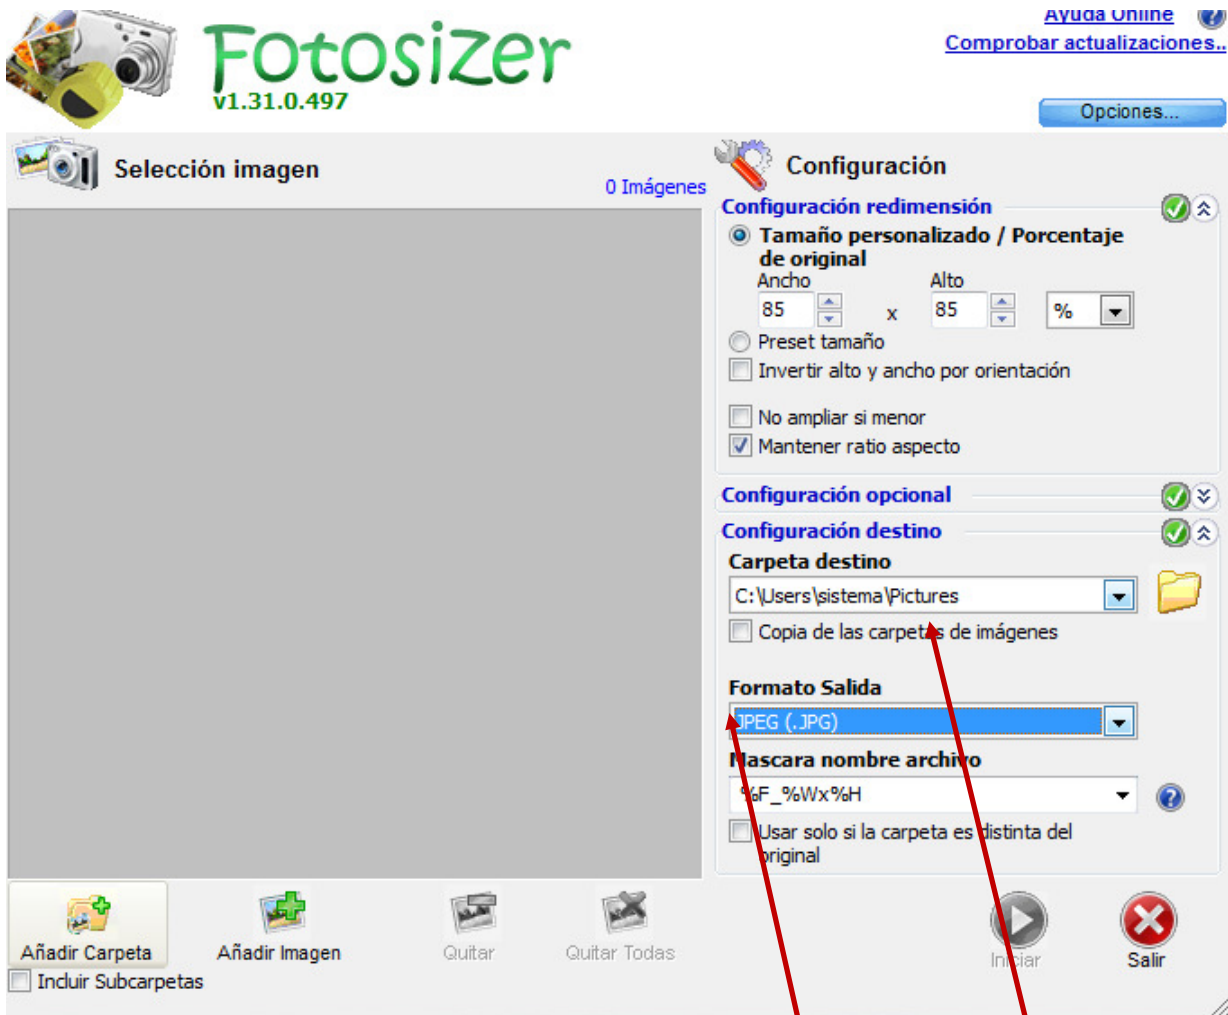 Ayuda Online
Fotosizer
Comprobar actualizaciones..
v1.31.0.497
Opciones...
Selección imagen
0 Imágenes
Configuración
Configuración redimensión
Tamaño personalizado / Porcentaje
de original
Ancho Alto
85 x 85 %
Preset tamaño
Invertir alto y ancho por orientación
No ampliar si menor
Mantener ratio aspecto
Configuración opcional
Configuración destino
Carpeta destino
C:\Users\sistema\Pictures
Copia de las carpetas de imágenes
Formato Salida
JPEG (.JPG)
Mascara nombre archivo
%F_%Wx%H
Usar solo si la carpeta es distinta del
original
Añadir Carpeta Añadir Imagen Quitar Quitar Todas Iniciar Salir
Incluir Subcarpetas